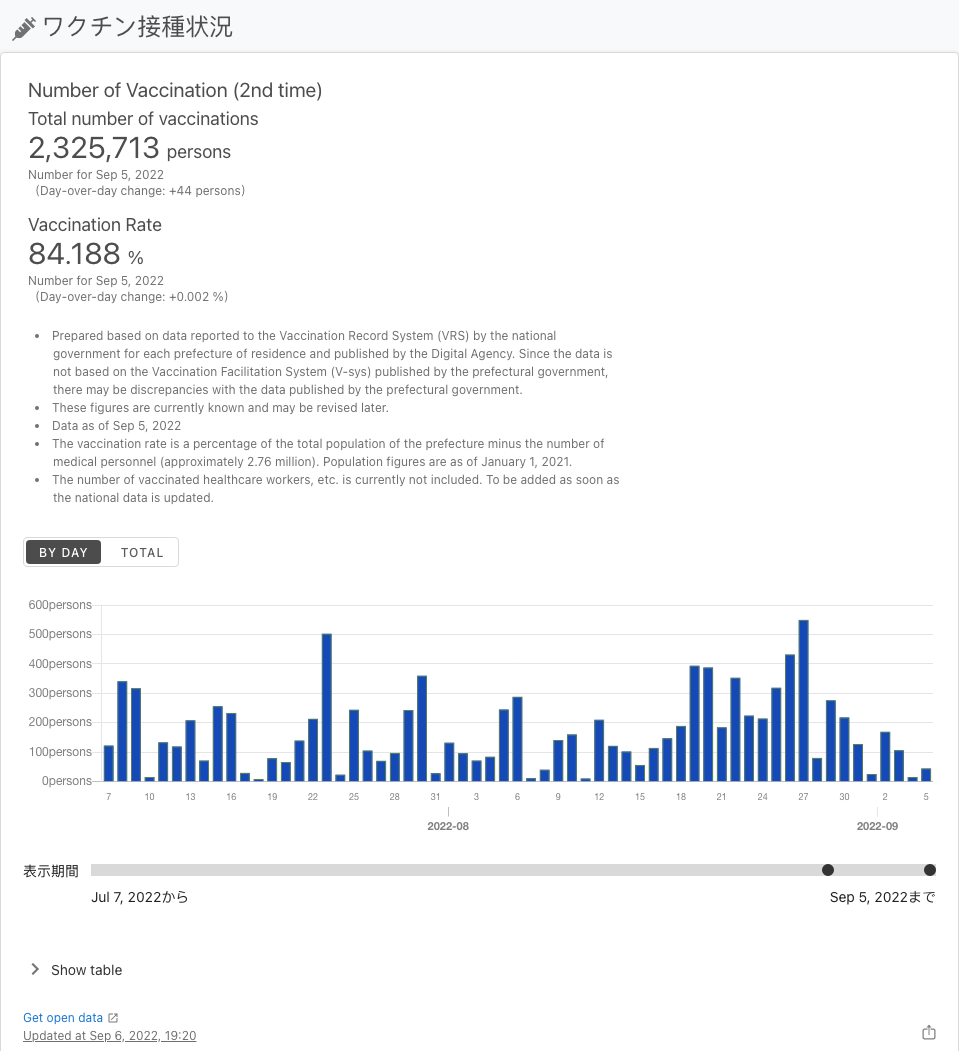 ワクチン接種状況
Number of Vaccination (2nd time)
Total number of vaccinations
2,325,713 persons
Number for Sep 5, 2022
(Day-over-day change: +44 persons)
Vaccination Rate
84.188 %
Number for Sep 5, 2022
(Day-over-day change: +0.002 %)
• Prepared based on data reported to the Vaccination Record System (VRS) by the national
government for each prefecture of residence and published by the Digital Agency. Since the data is
not based on the Vaccination Facilitation System (V-sys) published by the prefectural government,
there may be discrepancies with the data published by the prefectural government.
• These figures are currently known and may be revised later.
• Data as of Sep 5, 2022
• The vaccination rate is a percentage of the total population of the prefecture minus the number of
medical personnel (approximately 2.76 million). Population figures are as of January 1, 2021.
• The number of vaccinated healthcare workers, etc. is currently not included. To be added as soon as
the national data is updated.
BY DAY TOTAL
600persons
500persons
400persons
300persons
200persons
100persons
0persons
7 10 13 16 19 22 25 28 31 3 6 9 12 15 18 21 24 27 30 2 5
2022-08 2022-09
表示期間
Jul 7, 2022から Sep 5, 2022まで
Show table
Get open data
Updated at Sep 6, 2022, 19:20